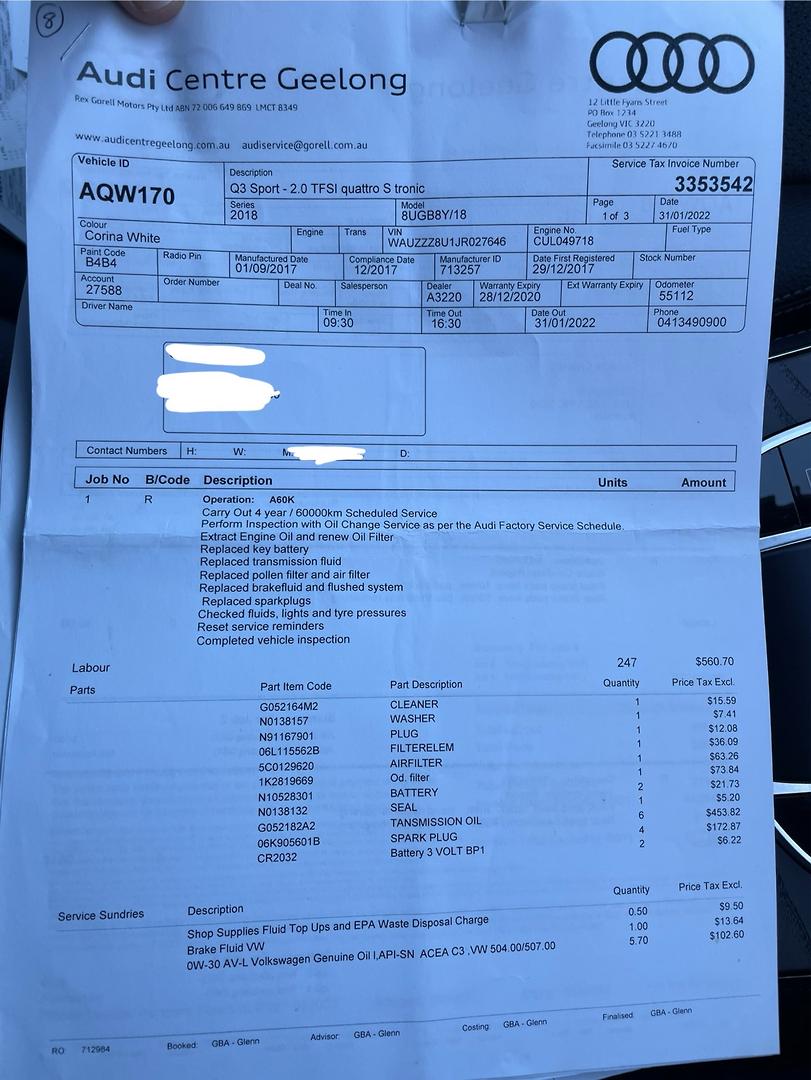 8
Audi Centre Geelong
Rex Gorell Motors Pty Ltd ABN 72 006 649 869 LMCT 8349
12 Little Fyans Street
PO Box 1234
Geelong VIC 3220
Telephone 03 5221 3488
Facsimile 03 5227 4670
www.audicentregeelong.com.au audiservice@gorell.com.au
Vehicle ID Description Service Tax Invoice Number
AQW170 Q3 Sport - 2.0 TFSI quattro S tronic 3353542
Series Model Page Date
2018 8UGB8Y/18 1 of 3 31/01/2022
Colour Engine Trans VIN Engine No. Fuel Type
Corina White WAUZZZ8U1JR027646 CUL049718
Paint Code Radio Pin Manufactured Date Compliance Date Manufacturer ID Date First Registered Stock Number
B4B4 01/09/2017 12/2017 713257 29/12/2017
Account Order Number Deal No. Salesperson Dealer Warranty Expiry Ext Warranty Expiry Odometer
27588 A3220 28/12/2020 55112
Driver Name Time In Time Out Date Out Phone
09:30 16:30 31/01/2022 0413490900
Contact Numbers H: W: M: D:
Job No B/Code Description Units Amount
1 R Operation: A60K
Carry Out 4 year / 60000km Scheduled Service
Perform Inspection with Oil Change Service as per the Audi Factory Service Schedule.
Extract Engine Oil and renew Oil Filter
Replaced key battery
Replaced transmission fluid
Replaced pollen filter and air filter
Replaced brakefluid and flushed system
Replaced sparkplugs
Checked fluids, lights and tyre pressures
Reset service reminders
Completed vehicle inspection
Labour 247 $560.70
Parts Part Item Code Part Description Quantity Price Tax Excl.
G052164M2 CLEANER 1 $15.59
N0138157 WASHER 1 $7.41
N91167901 PLUG 1 $12.08
06L115562B FILTERELEM 1 $36.09
5C0129620 AIRFILTER 1 $63.26
1K2819669 Od. filter 1 $73.84
N10528301 BATTERY 2 $21.73
N0138132 SEAL 1 $5.20
G052182A2 TANSMISSION OIL 6 $453.82
06K905601B SPARK PLUG 4 $172.87
CR2032 Battery 3 VOLT BP1 2 $6.22
Service Sundries Description Quantity Price Tax Excl.
Shop Supplies Fluid Top Ups and EPA Waste Disposal Charge 0.50 $9.50
Brake Fluid VW 1.00 $13.64
0W-30 AV-L Volkswagen Genuine Oil l,API-SN ACEA C3 ,VW 504.00/507.00 5.70 $102.60
RO: 712984 Booked: GBA - Glenn Advisor: GBA - Glenn Costing: GBA - Glenn Finalised: GBA - Glenn